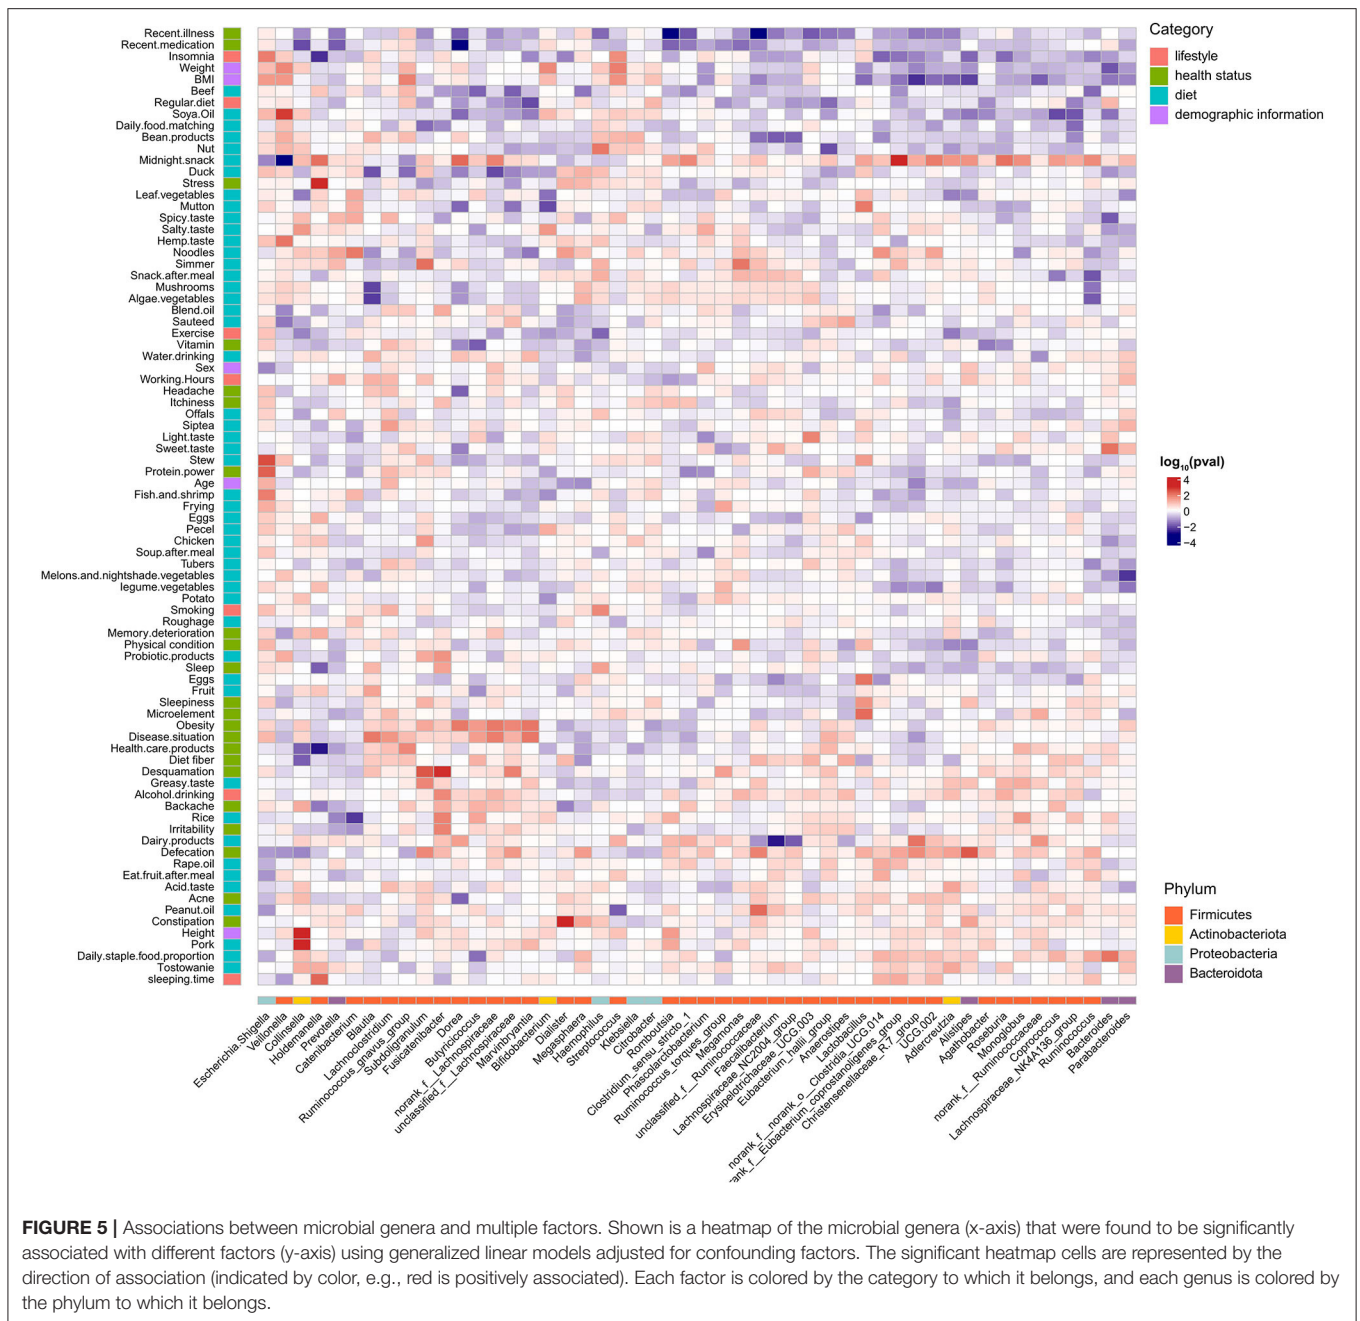 Recent.illness
Recent.medication
Insomnia
Weight
BMI
Beef
Regular.diet
Soya.Oil
Daily.food.matching
Bean.products
Nut
Midnight.snack
Duck
Stress
Leaf.vegetables
Mutton
Spicy.taste
Salty.taste
Hemp.taste
Noodles
Simmer
Snack.after.meal
Mushrooms
Algae.vegetables
Blend.oil
Sauteed
Exercise
Vitamin
Water.drinking
Sex
Working.Hours
Headache
Itchiness
Offals
Siptea
Light.taste
Sweet.taste
Stew
Protein.power
Age
Fish.and.shrimp
Frying
Eggs
Pecel
Chicken
Soup.after.meal
Tubers
Melons.and.nightshade.vegetables
legume.vegetables
Potato
Smoking
Roughage
Memory.deterioration
Physical condition
Probiotic.products
Sleep
Eggs
Fruit
Sleepiness
Microelement
Obesity
Disease.situation
Health.care.products
Diet fiber
Desquamation
Greasy.taste
Alcohol.drinking
Backache
Rice
Irritability
Dairy.products
Defecation
Rape.oil
Eat.fruit.after.meal
Acid.taste
Acne
Peanut.oil
Constipation
Height
Pork
Daily.staple.food.proportion
Tostowanie
sleeping.time
Escherichia.Shigella
Veillonella
Collinsella
Holdemanella
Prevotella
Catenibacterium
Blautia
Lachnoclostridium
Ruminococcus_gnavus_group
Subdoligranulum
Fusicatenibacter
Dorea
Butyricicoccus
norank_f__Lachnospiraceae
unclassified_f__Lachnospiraceae
Marvinbryantia
Bifidobacterium
Dialister
Megasphaera
Haemophilus
Streptococcus
Klebsiella
Citrobacter
Romboutsia
Clostridium_sensu_stricto_1
Phascolarctobacterium
Ruminococcus_torques_group
Megamonas
unclassified_f__Ruminococcaceae
Faecalibacterium
Lachnospiraceae_NC2004_group
Erysipelotrichaceae_UCG.003
Eubacterium_hallii_group
Anaerostipes
Lactobacillus
norank_f__norank_o__Clostridia_UCG.014
rank_f__Eubacterium_coprostanoligenes_group
Christensenellaceae_R.7_group
UCG.002
Adlercreutzia
Alistipes
Agathobacter
Roseburia
Monoglobus
norank_f__Ruminococcaceae
Coprococcus
Lachnospiraceae_NK4A136_group
Ruminococcus
Bacteroides
Parabacteroides
Category
lifestyle
health status
diet
demographic information
log10(pval)
4
2
0
−2
−4
Phylum
Firmicutes
Actinobacteriota
Proteobacteria
Bacteroidota
FIGURE 5 | Associations between microbial genera and multiple factors. Shown is a heatmap of the microbial genera (x-axis) that were found to be significantly
associated with different factors (y-axis) using generalized linear models adjusted for confounding factors. The significant heatmap cells are represented by the
direction of association (indicated by color, e.g., red is positively associated). Each factor is colored by the category to which it belongs, and each genus is colored by
the phylum to which it belongs.